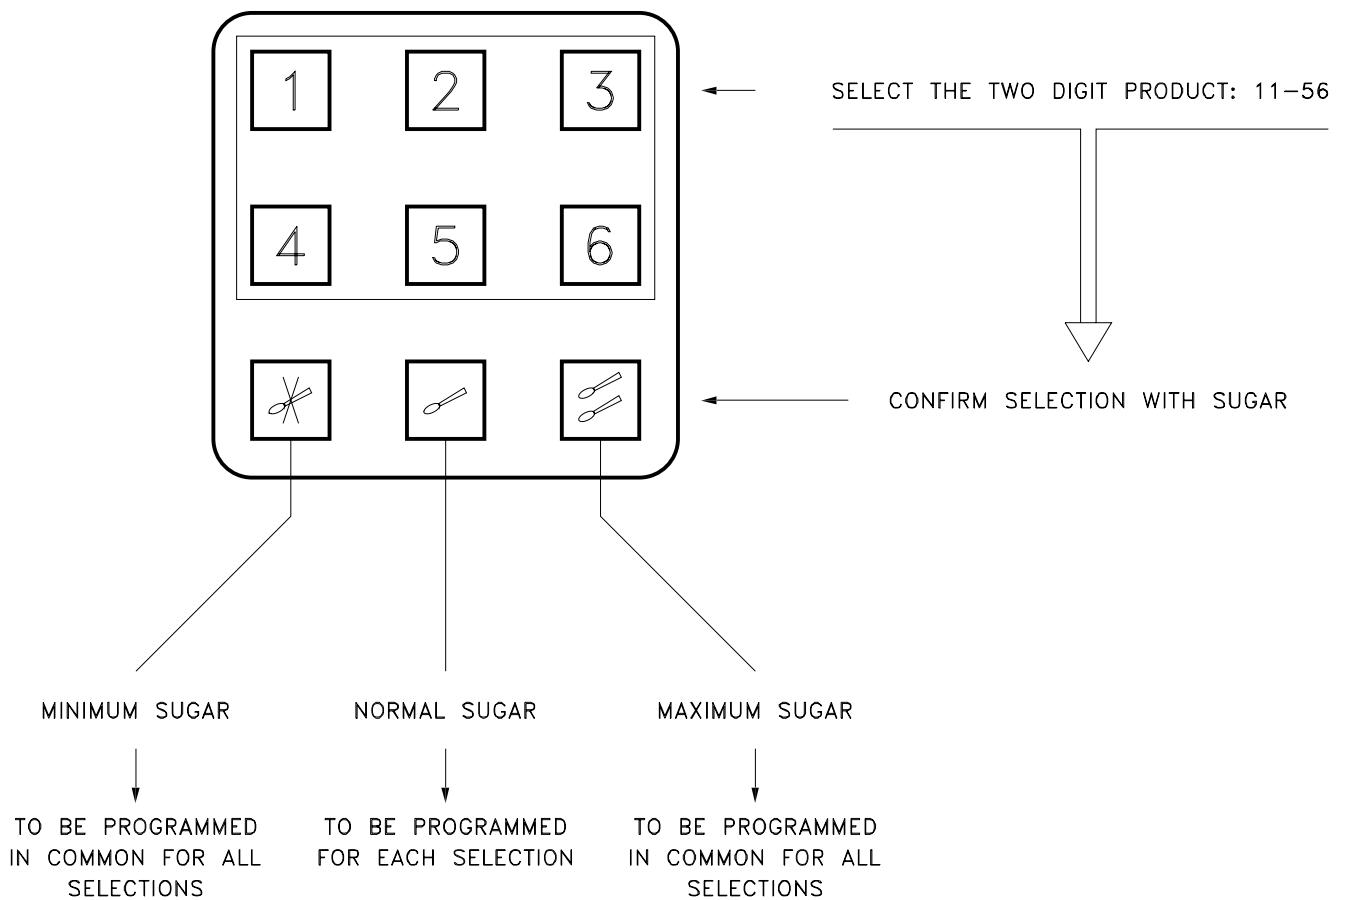 1 2 3
SELECT THE TWO DIGIT PRODUCT: 11-56
4 5 6
CONFIRM SELECTION WITH SUGAR
MINIMUM SUGAR
TO BE PROGRAMMED
IN COMMON FOR ALL
SELECTIONS
NORMAL SUGAR
TO BE PROGRAMMED
FOR EACH SELECTION
MAXIMUM SUGAR
TO BE PROGRAMMED
IN COMMON FOR ALL
SELECTIONS